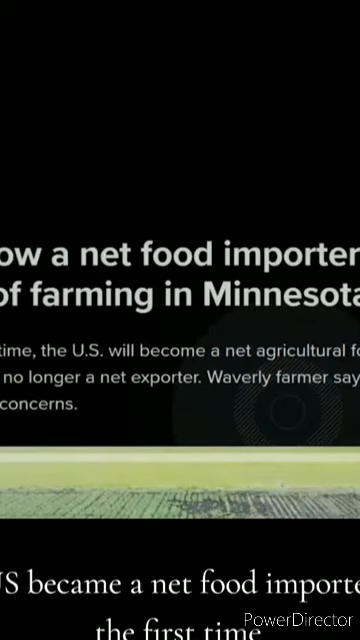 ow a net food importer
of farming in Minnesota
time, the U.S. will become a net agricultural fo
no longer a net exporter. Waverly farmer say
concerns.
US became a net food importe
the first time
PowerDirector